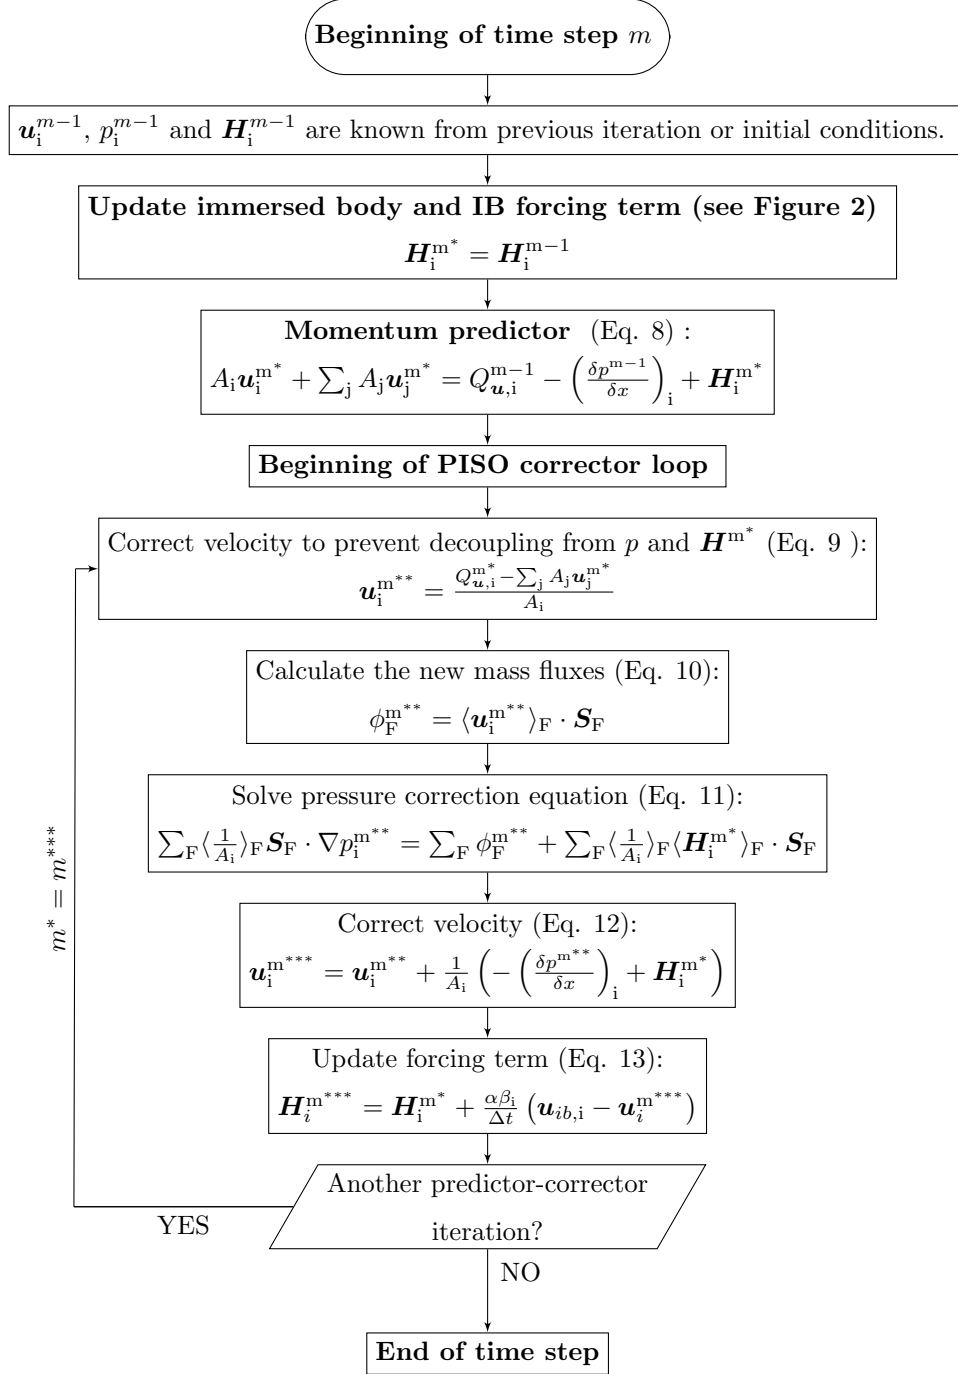 Beginning of time step m
u_i^{m−1}, p_i^{m−1} and H_i^{m−1} are known from previous iteration or initial conditions.
Update immersed body and IB forcing term (see Figure 2)
H_i^{m^*} = H_i^{m−1}
Momentum predictor (Eq. 8) :
A_i u_i^{m^*} + ∑_j A_j u_j^{m^*} = Q_{u,i}^{m−1} − (δp^{m−1}/δx)_i + H_i^{m^*}
Beginning of PISO corrector loop
Correct velocity to prevent decoupling from p and H^{m^*} (Eq. 9 ):
u_i^{m^{**}} = (Q_{u,i}^{m^*} − ∑_j A_j u_j^{m^*})/A_i
Calculate the new mass fluxes (Eq. 10):
ϕ_F^{m^{**}} = ⟨u_i^{m^{**}}⟩_F · S_F
Solve pressure correction equation (Eq. 11):
∑_F ⟨1/A_i⟩_F S_F · ∇p_i^{m^{**}} = ∑_F ϕ_F^{m^{**}} + ∑_F ⟨1/A_i⟩_F ⟨H_i^{m^*}⟩_F · S_F
m^* = m^{****}
Correct velocity (Eq. 12):
u_i^{m^{***}} = u_i^{m^{**}} + 1/A_i (−(δp^{m^{**}}/δx)_i + H_i^{m^*})
Update forcing term (Eq. 13):
H_i^{m^{***}} = H_i^{m^*} + αβ_i/Δt (u_{ib,i} − u_i^{m^{***}})
Another predictor-corrector
iteration?
YES
NO
End of time step